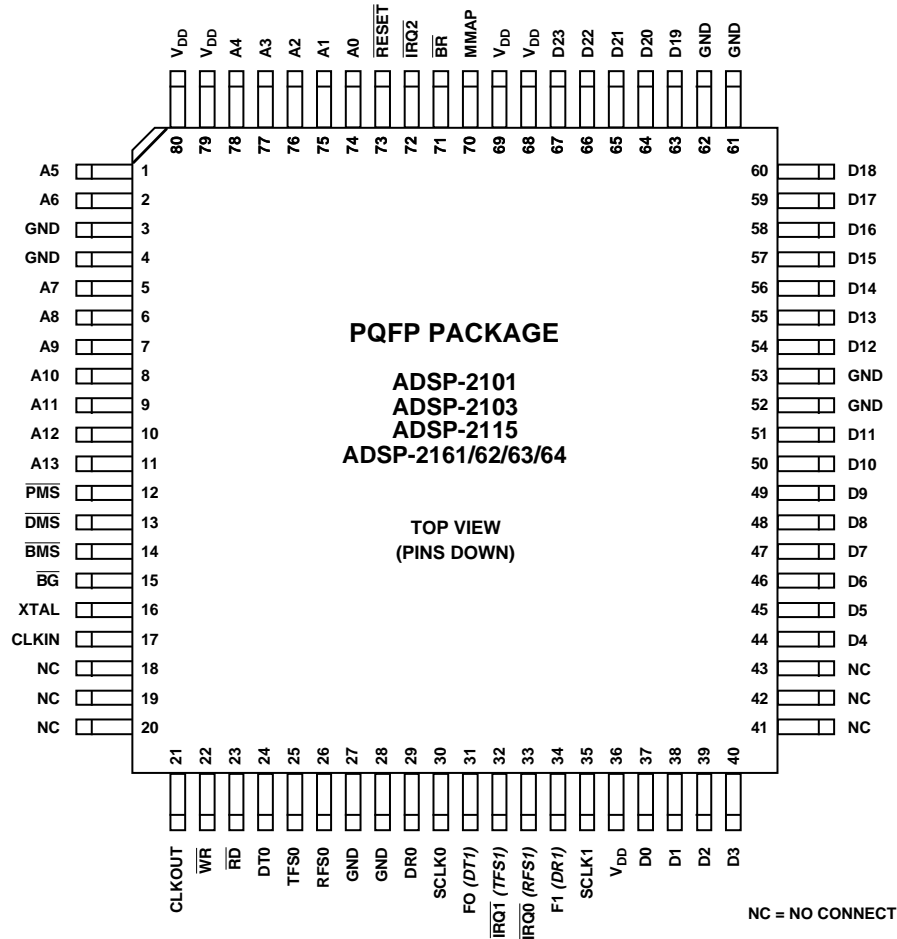 VDD VDD A4 A3 A2 A1 A0 RESET IRQ2 BR MMAP VDD VDD D23 D22 D21 D20 D19 GND GND
80 79 78 77 76 75 74 73 72 71 70 69 68 67 66 65 64 63 62 61
A5 1 60 D18
A6 2 59 D17
GND 3 58 D16
GND 4 57 D15
A7 5 56 D14
A8 6 55 D13
A9 7 54 D12
A10 8 53 GND
A11 9 52 GND
A12 10 51 D11
A13 11 50 D10
PMS 12 49 D9
DMS 13 48 D8
BMS 14 47 D7
BG 15 46 D6
XTAL 16 45 D5
CLKIN 17 44 D4
NC 18 43 NC
NC 19 42 NC
NC 20 41 NC
PQFP PACKAGE
ADSP-2101
ADSP-2103
ADSP-2115
ADSP-2161/62/63/64
TOP VIEW
(PINS DOWN)
21 22 23 24 25 26 27 28 29 30 31 32 33 34 35 36 37 38 39 40
CLKOUT WR RD DT0 TFS0 RFS0 GND GND DR0 SCLK0 FO (DT1) IRQ1 (TFS1) IRQ0 (RFS1) F1 (DR1) SCLK1 VDD D0 D1 D2 D3
NC = NO CONNECT